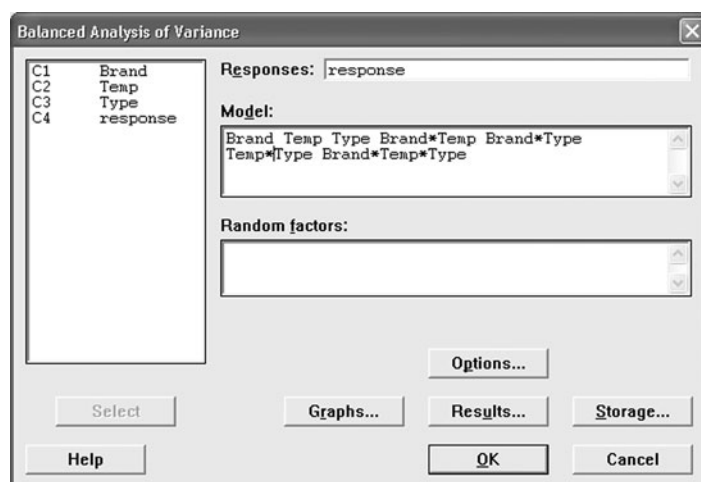 Balanced Analysis of Variance
C1 Brand
C2 Temp
C3 Type
C4 response
Responses: response
Model:
Brand Temp Type Brand*Temp Brand*Type
Temp*Type Brand*Temp*Type
Random factors:
Options...
Select
Graphs...
Results...
Storage...
Help
OK
Cancel